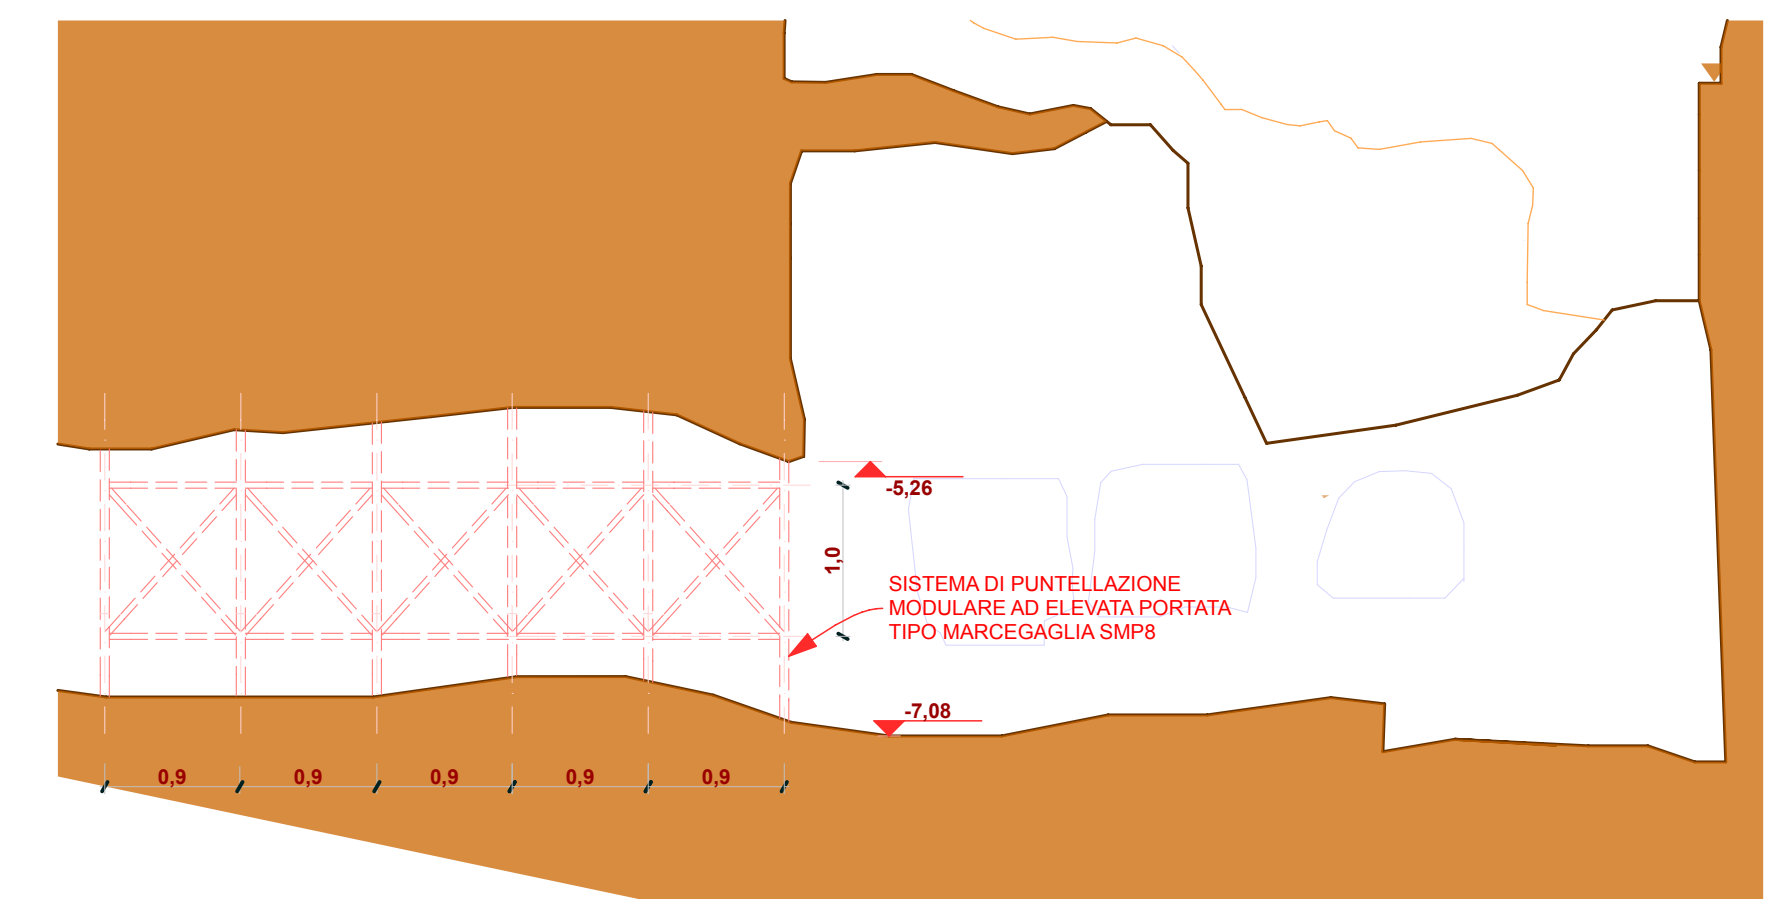 -5,26
1,0
SISTEMA DI PUNTELLAZIONE
MODULARE AD ELEVATA PORTATA
TIPO MARCEGAGLIA SMP8
-7,08
0,9 0,9 0,9 0,9 0,9